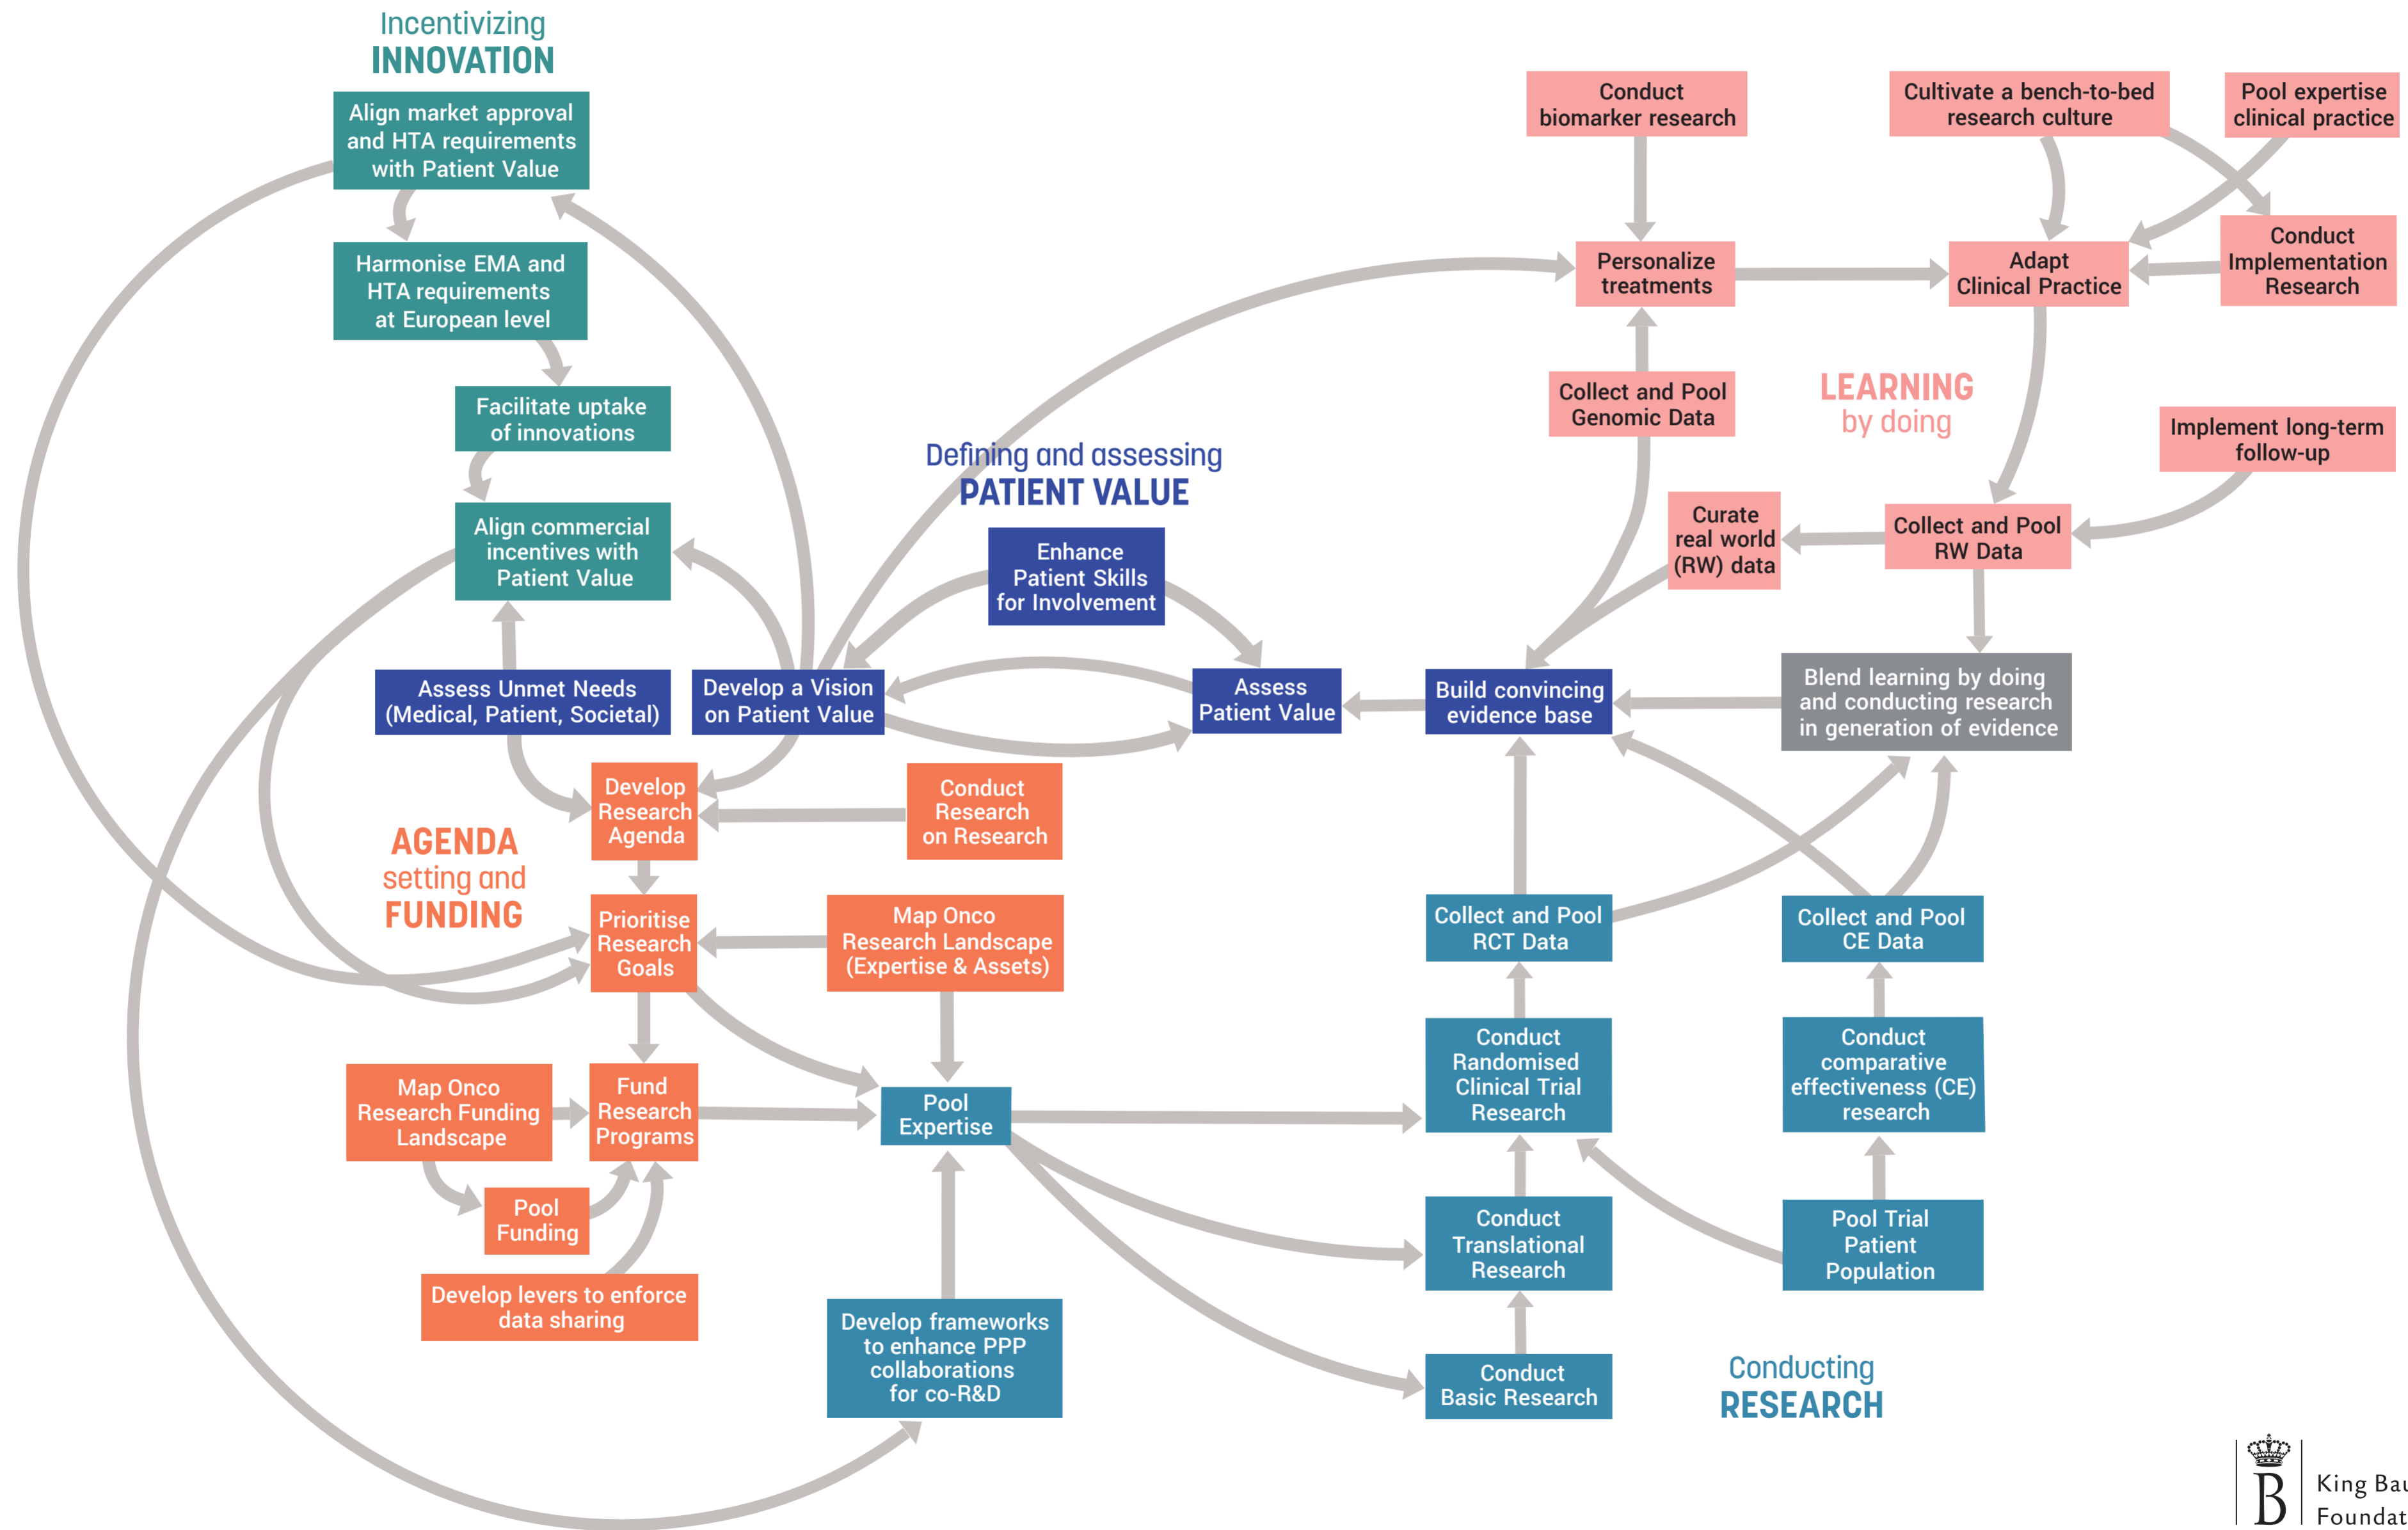 Incentivizing
INNOVATION
Align market approval
and HTA requirements
with Patient Value
Harmonise EMA and
HTA requirements
at European level
Facilitate uptake
of innovations
Align commercial
incentives with
Patient Value
Defining and assessing
PATIENT VALUE
Enhance
Patient Skills
for Involvement
Assess Unmet Needs
(Medical, Patient, Societal)
Develop a Vision
on Patient Value
Assess
Patient Value
Build convincing
evidence base
Conduct
biomarker research
Cultivate a bench-to-bed
research culture
Pool expertise
clinical practice
Personalize
treatments
Adapt
Clinical Practice
Conduct
Implementation
Research
Collect and Pool
Genomic Data
LEARNING
by doing
Implement long-term
follow-up
Curate
real world
(RW) data
Collect and Pool
RW Data
Blend learning by doing
and conducting research
in generation of evidence
AGENDA
setting and
FUNDING
Develop
Research
Agenda
Conduct
Research
on Research
Prioritise
Research
Goals
Map Onco
Research Landscape
(Expertise & Assets)
Map Onco
Research Funding
Landscape
Fund
Research
Programs
Pool
Funding
Develop levers to enforce
data sharing
Pool
Expertise
Develop frameworks
to enhance PPP
collaborations
for co-R&D
Collect and Pool
RCT Data
Collect and Pool
CE Data
Conduct
Randomised
Clinical Trial
Research
Conduct
comparative
effectiveness (CE)
research
Conduct
Translational
Research
Pool Trial
Patient
Population
Conduct
Basic Research
Conducting
RESEARCH
B
King